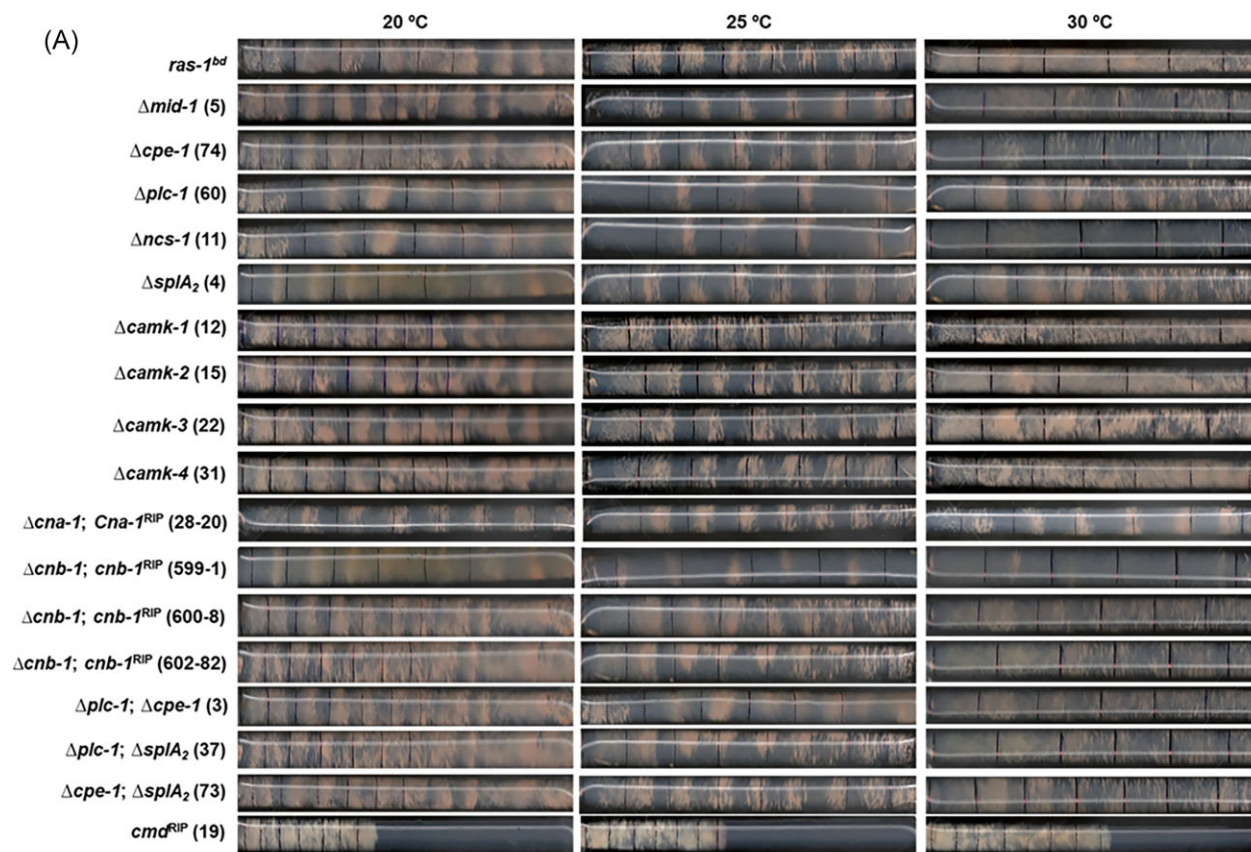 (A)
20 ºC 25 ºC 30 ºC
ras-1ᵇᵈ
Δmid-1 (5)
Δcpe-1 (74)
Δplc-1 (60)
Δncs-1 (11)
ΔsplA₂ (4)
Δcamk-1 (12)
Δcamk-2 (15)
Δcamk-3 (22)
Δcamk-4 (31)
Δcna-1; Cna-1ᴿᴵᴾ (28-20)
Δcnb-1; cnb-1ᴿᴵᴾ (599-1)
Δcnb-1; cnb-1ᴿᴵᴾ (600-8)
Δcnb-1; cnb-1ᴿᴵᴾ (602-82)
Δplc-1; Δcpe-1 (3)
Δplc-1; ΔsplA₂ (37)
Δcpe-1; ΔsplA₂ (73)
cmdᴿᴵᴾ (19)